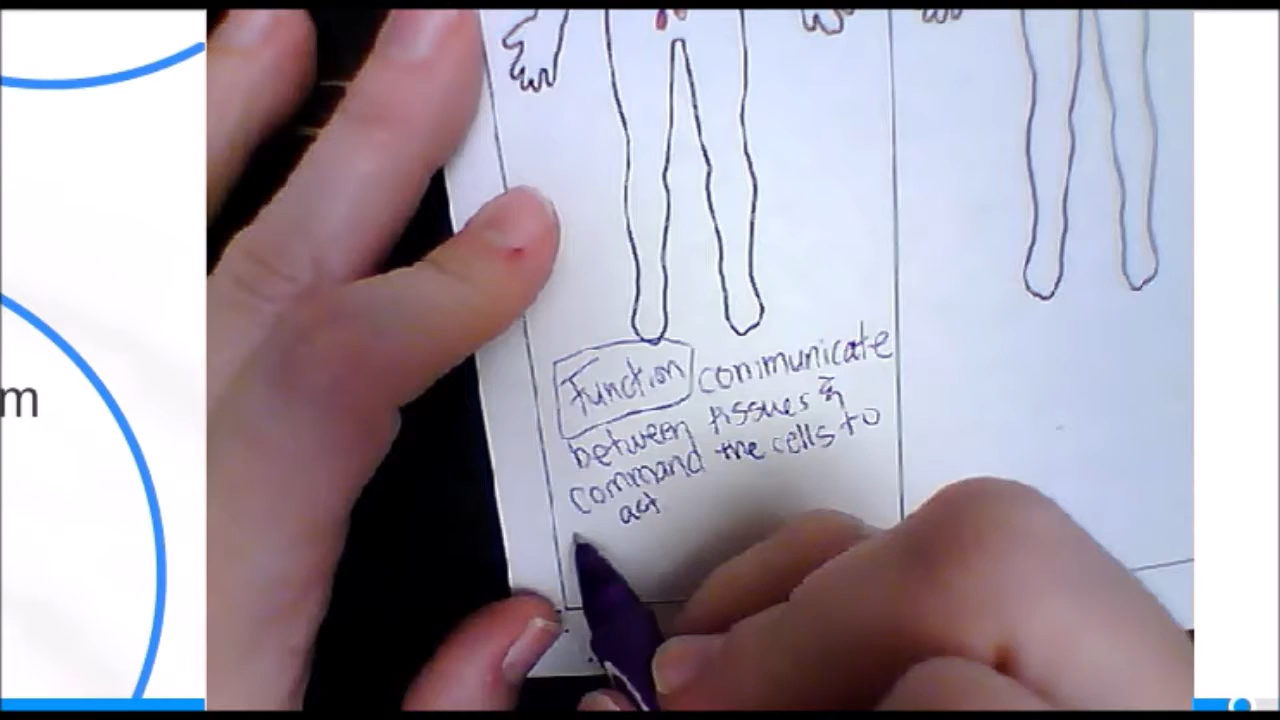 m
Function communicate
between tissues &
command the cells to
act